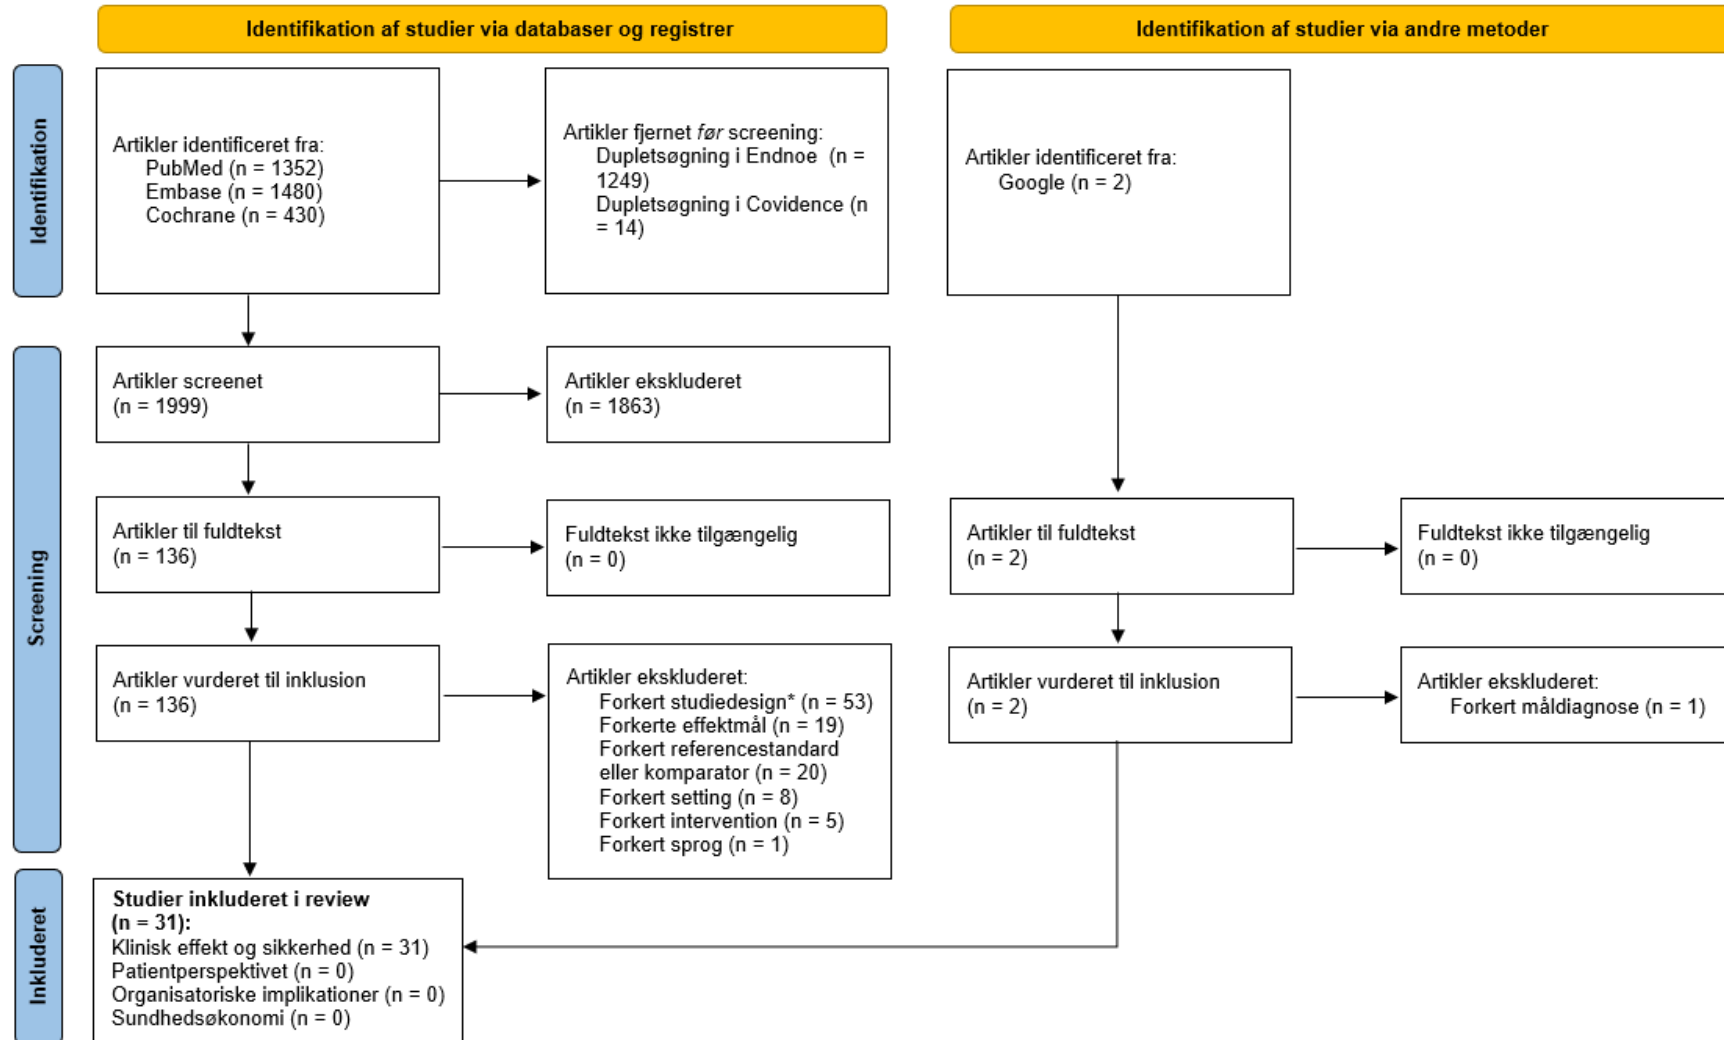 Identifikation af studier via databaser og registrer
Identifikation af studier via andre metoder
Identifikation
Artikler identificeret fra:
PubMed (n = 1352)
Embase (n = 1480)
Cochrane (n = 430)
Artikler fjernet før screening:
Dupletsøgning i Endnoe (n =
1249)
Dupletsøgning i Covidence (n
= 14)
Artikler identificeret fra:
Google (n = 2)
Screening
Artikler screenet
(n = 1999)
Artikler ekskluderet
(n = 1863)
Artikler til fuldtekst
(n = 136)
Fuldtekst ikke tilgængelig
(n = 0)
Artikler til fuldtekst
(n = 2)
Fuldtekst ikke tilgængelig
(n = 0)
Artikler vurderet til inklusion
(n = 136)
Artikler ekskluderet:
Forkert studiedesign* (n = 53)
Forkerte effektmål (n = 19)
Forkert referencestandard
eller komparator (n = 20)
Forkert setting (n = 8)
Forkert intervention (n = 5)
Forkert sprog (n = 1)
Artikler vurderet til inklusion
(n = 2)
Artikler ekskluderet:
Forkert måldiagnose (n = 1)
Inkluderet
Studier inkluderet i review
(n = 31):
Klinisk effekt og sikkerhed (n = 31)
Patientperspektivet (n = 0)
Organisatoriske implikationer (n = 0)
Sundhedsøkonomi (n = 0)